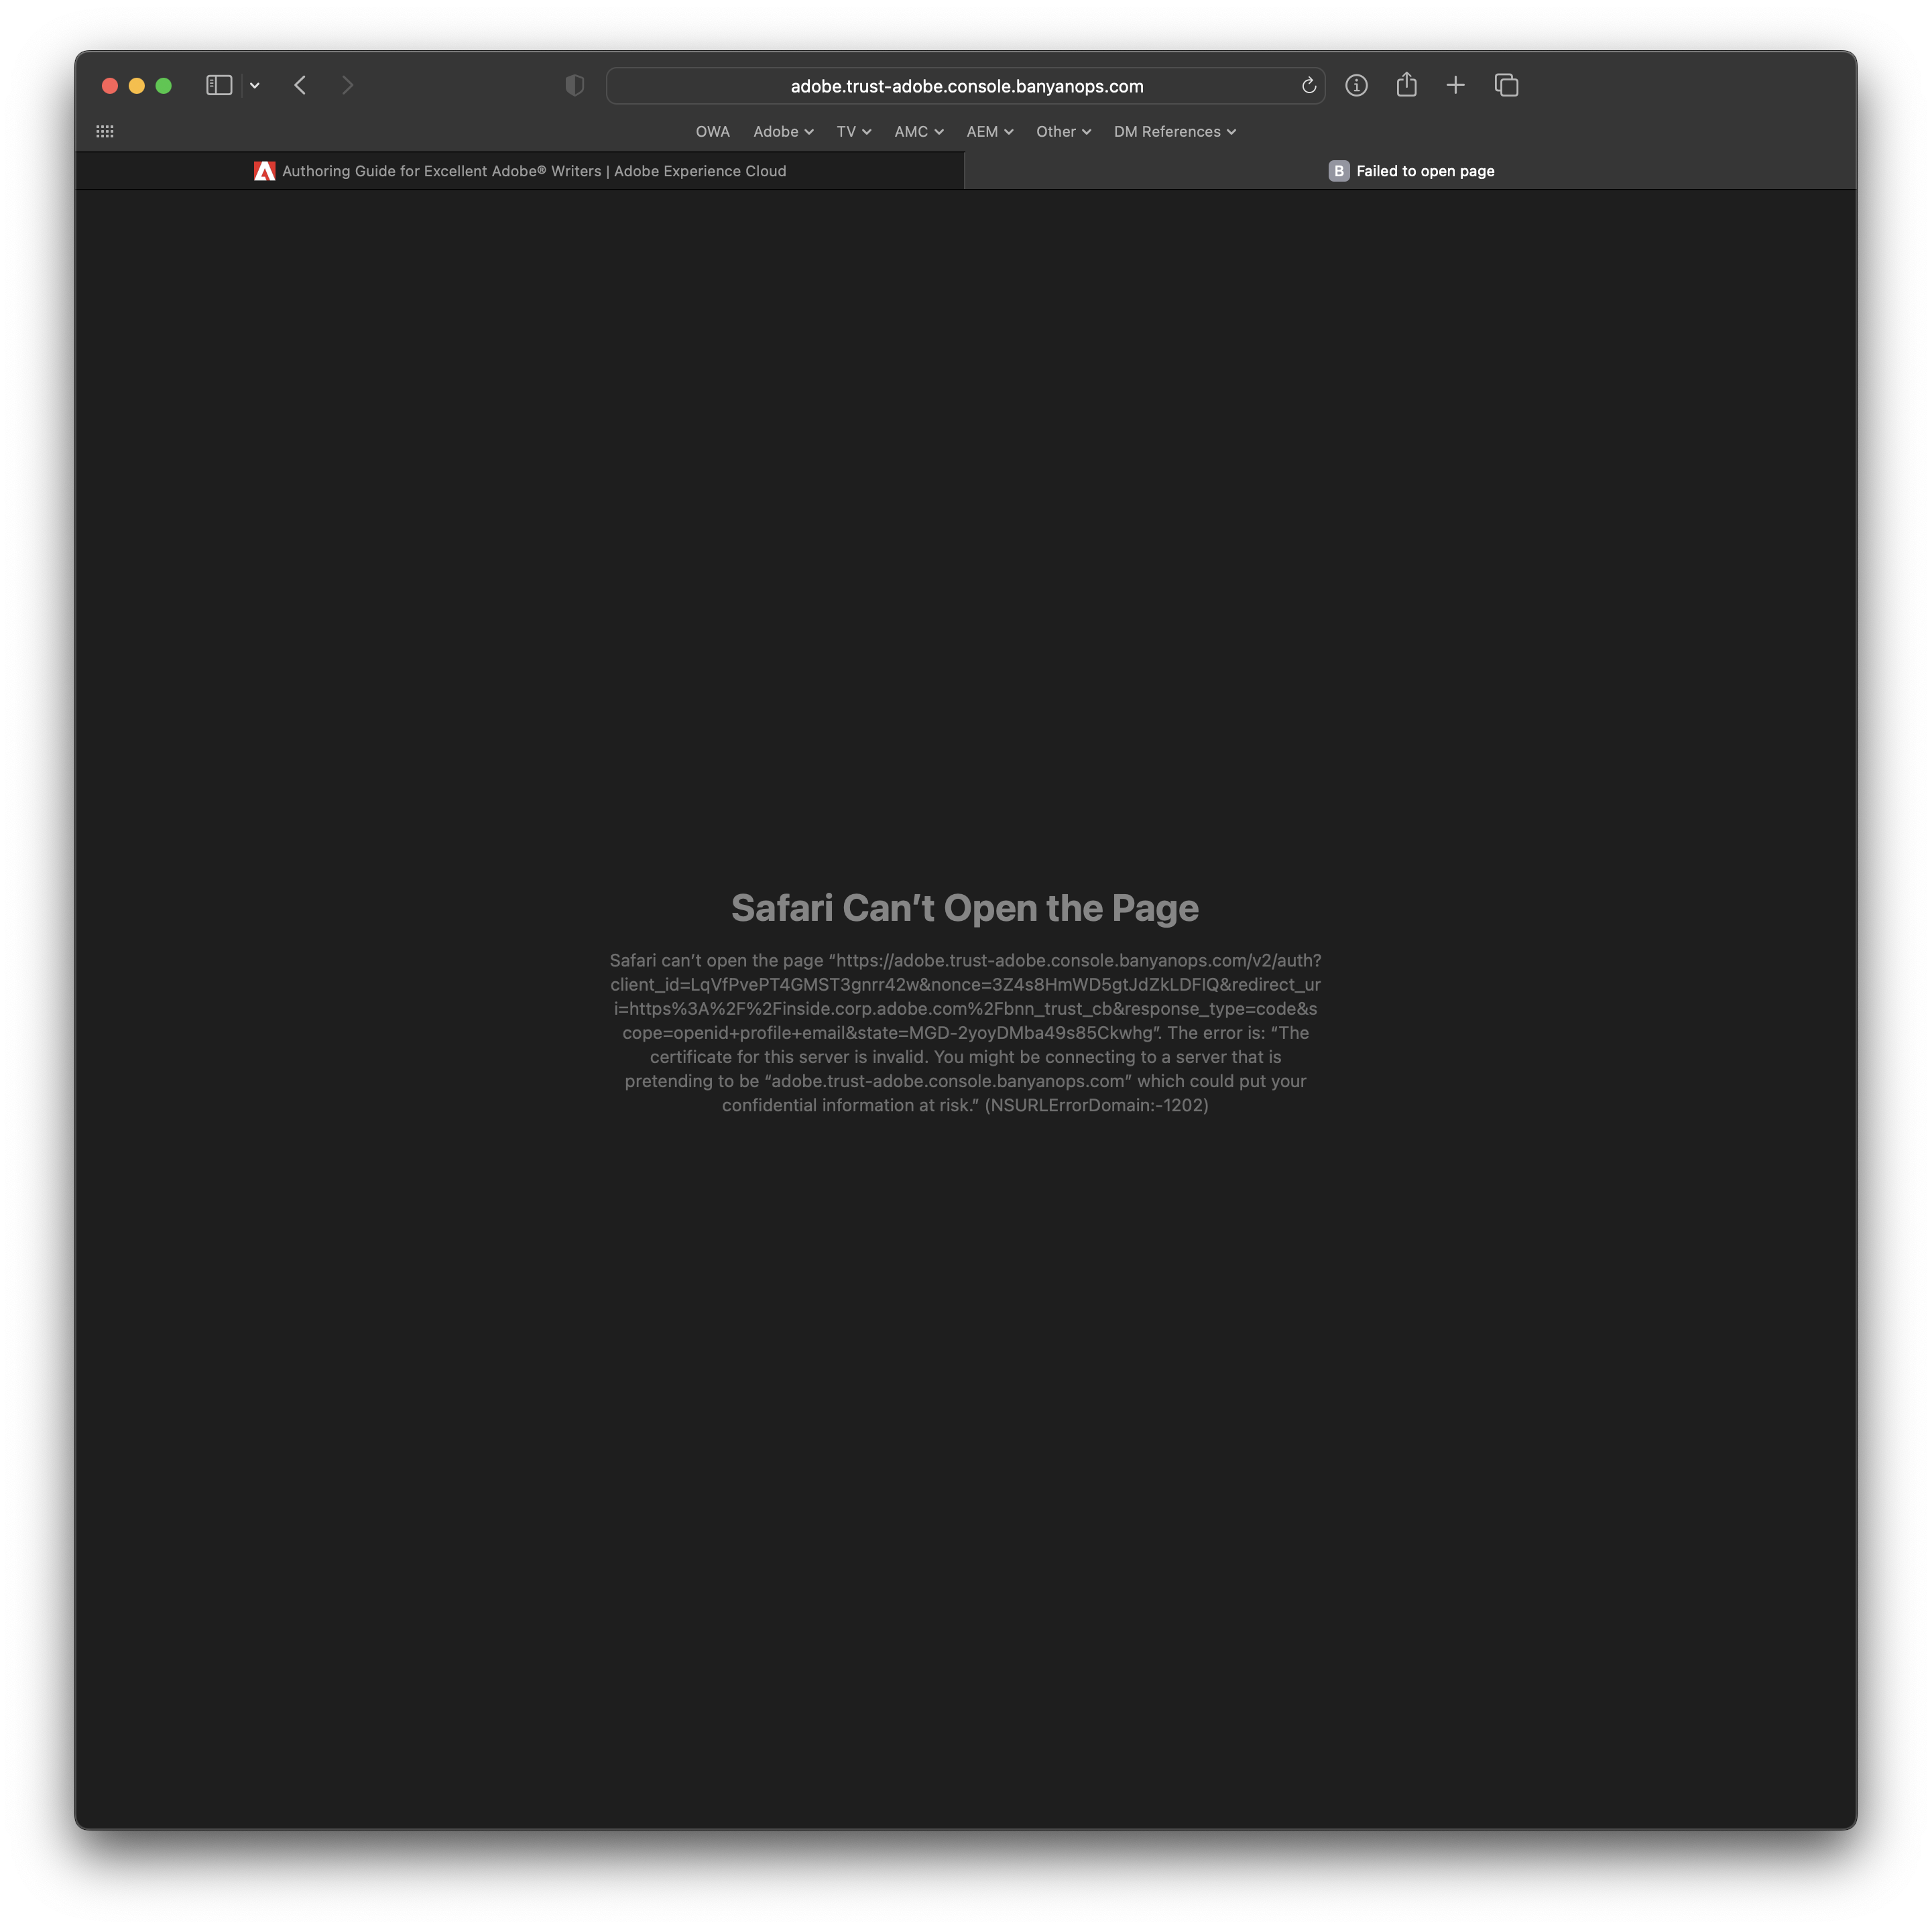 adobe.trust-adobe.console.banyanops.com
OWA Adobe TV AMC AEM Other DM References
Authoring Guide for Excellent Adobe® Writers | Adobe Experience Cloud
B Failed to open page
Safari Can’t Open the Page
Safari can’t open the page “https://adobe.trust-adobe.console.banyanops.com/v2/auth?
client_id=LqVfPvePT4GMST3gnrr42w&nonce=3Z4s8HmWD5gtJdZkLDFIQ&redirect_ur
i=https%3A%2F%2Finside.corp.adobe.com%2Fbnn_trust_cb&response_type=code&s
cope=openid+profile+email&state=MGD-2yoyDMba49s85Ckwhg”. The error is: “The
certificate for this server is invalid. You might be connecting to a server that is
pretending to be “adobe.trust-adobe.console.banyanops.com” which could put your
confidential information at risk.” (NSURLErrorDomain:-1202)